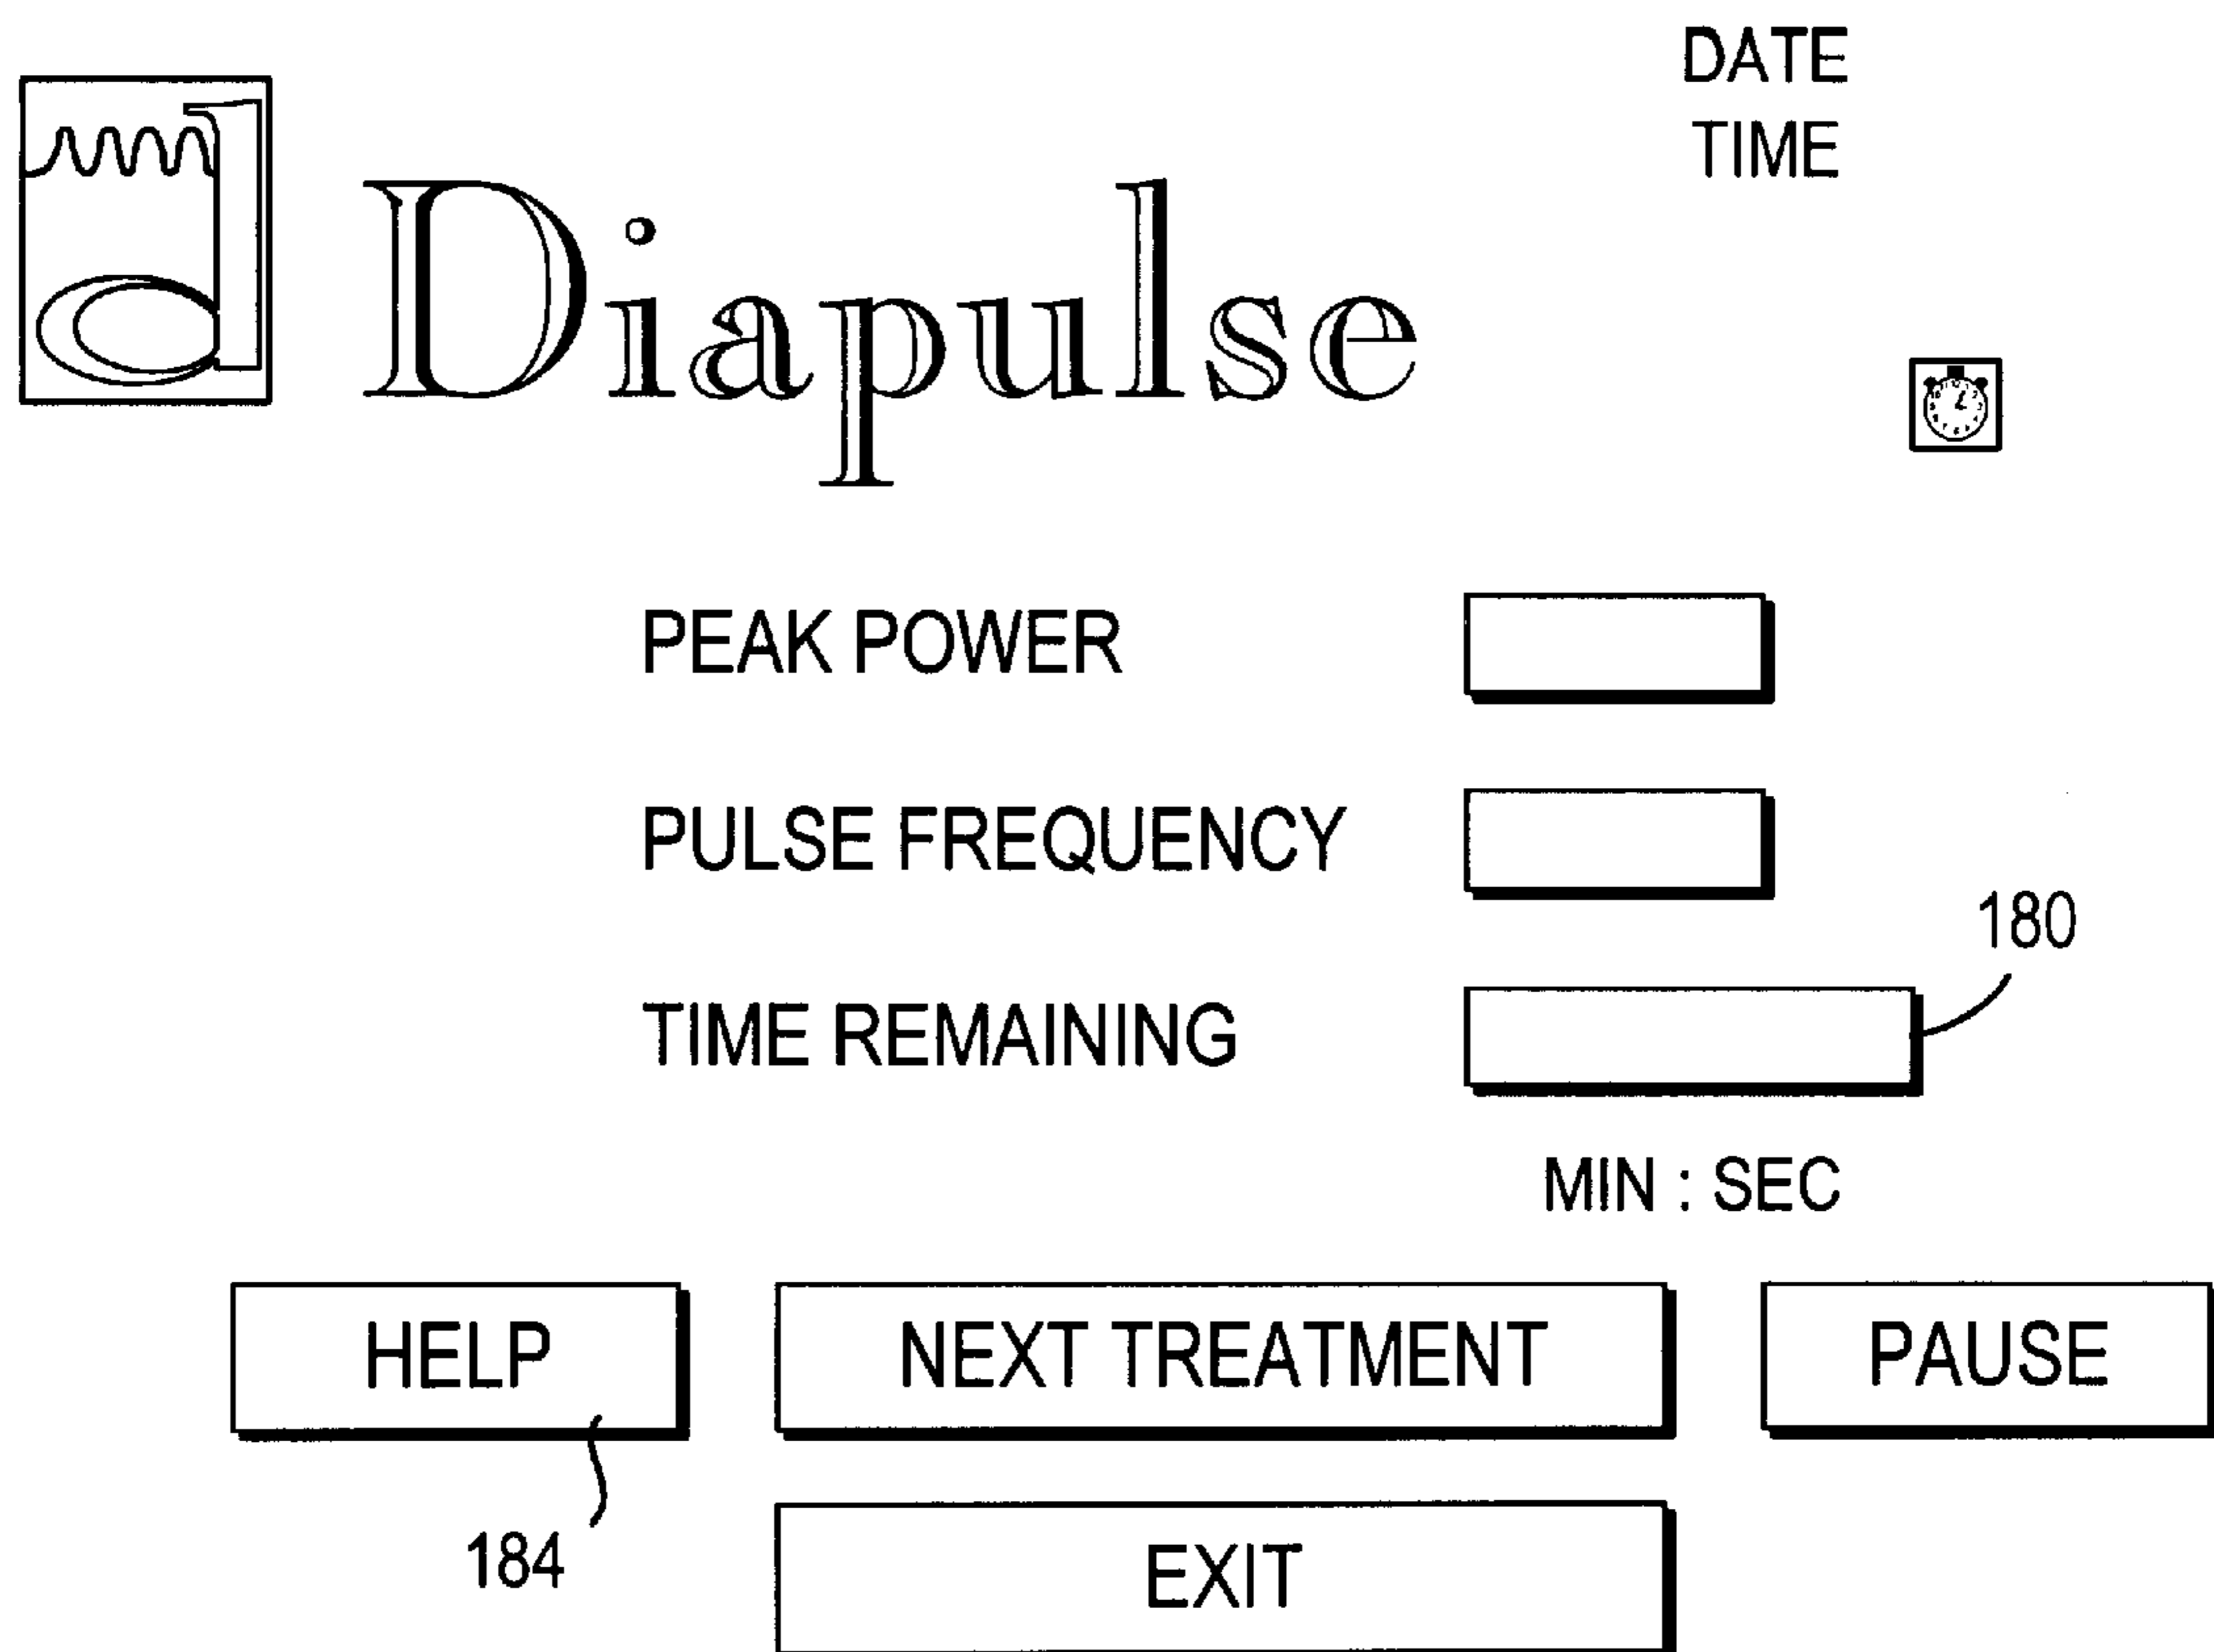 DATE
TIME
Diapulse
PEAK POWER
PULSE FREQUENCY
180
TIME REMAINING
MIN : SEC
HELP NEXT TREATMENT PAUSE
184
EXIT